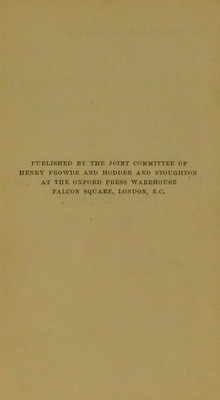 PUBLISHED BY THE JOINT COMMITTEE OF
HENRY FROWDE AND HODDER AND STOUGHTON
AT THE OXFORD PRESS WAREHOUSE
FALCON SQUARE, LONDON, E.C.